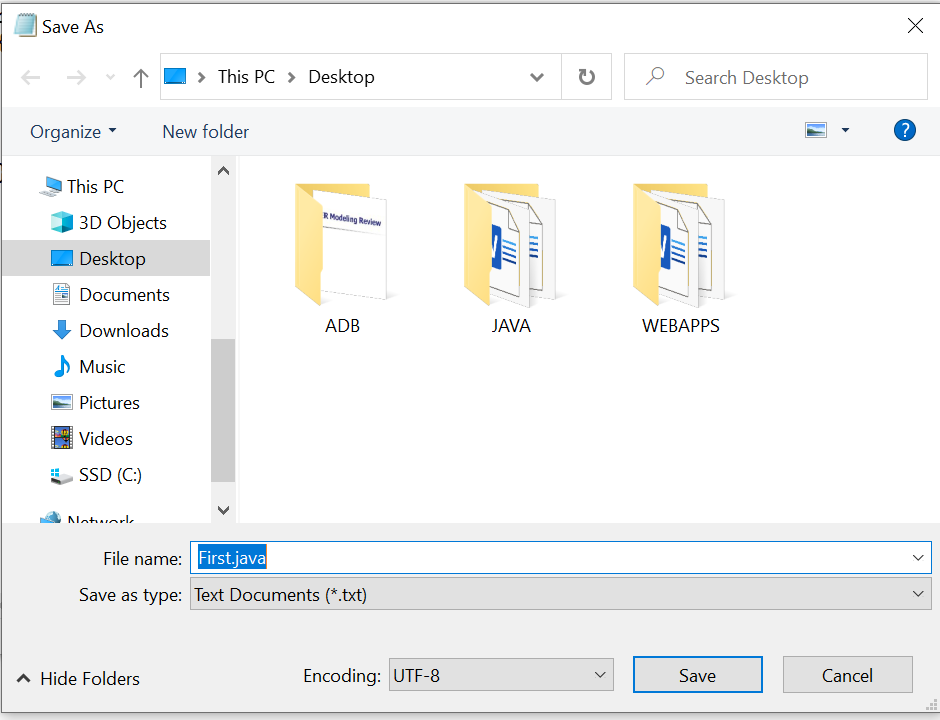 Save As
This PC
Desktop
Search Desktop
Organize
New folder
This PC
3D Objects
Desktop
Documents
Downloads
Music
Pictures
Videos
SSD (C:)
Network
R Modeling Review
ADB
JAVA
WEBAPPS
File name: First.java
Save as type: Text Documents (*.txt)
Hide Folders
Encoding: UTF-8
Save
Cancel